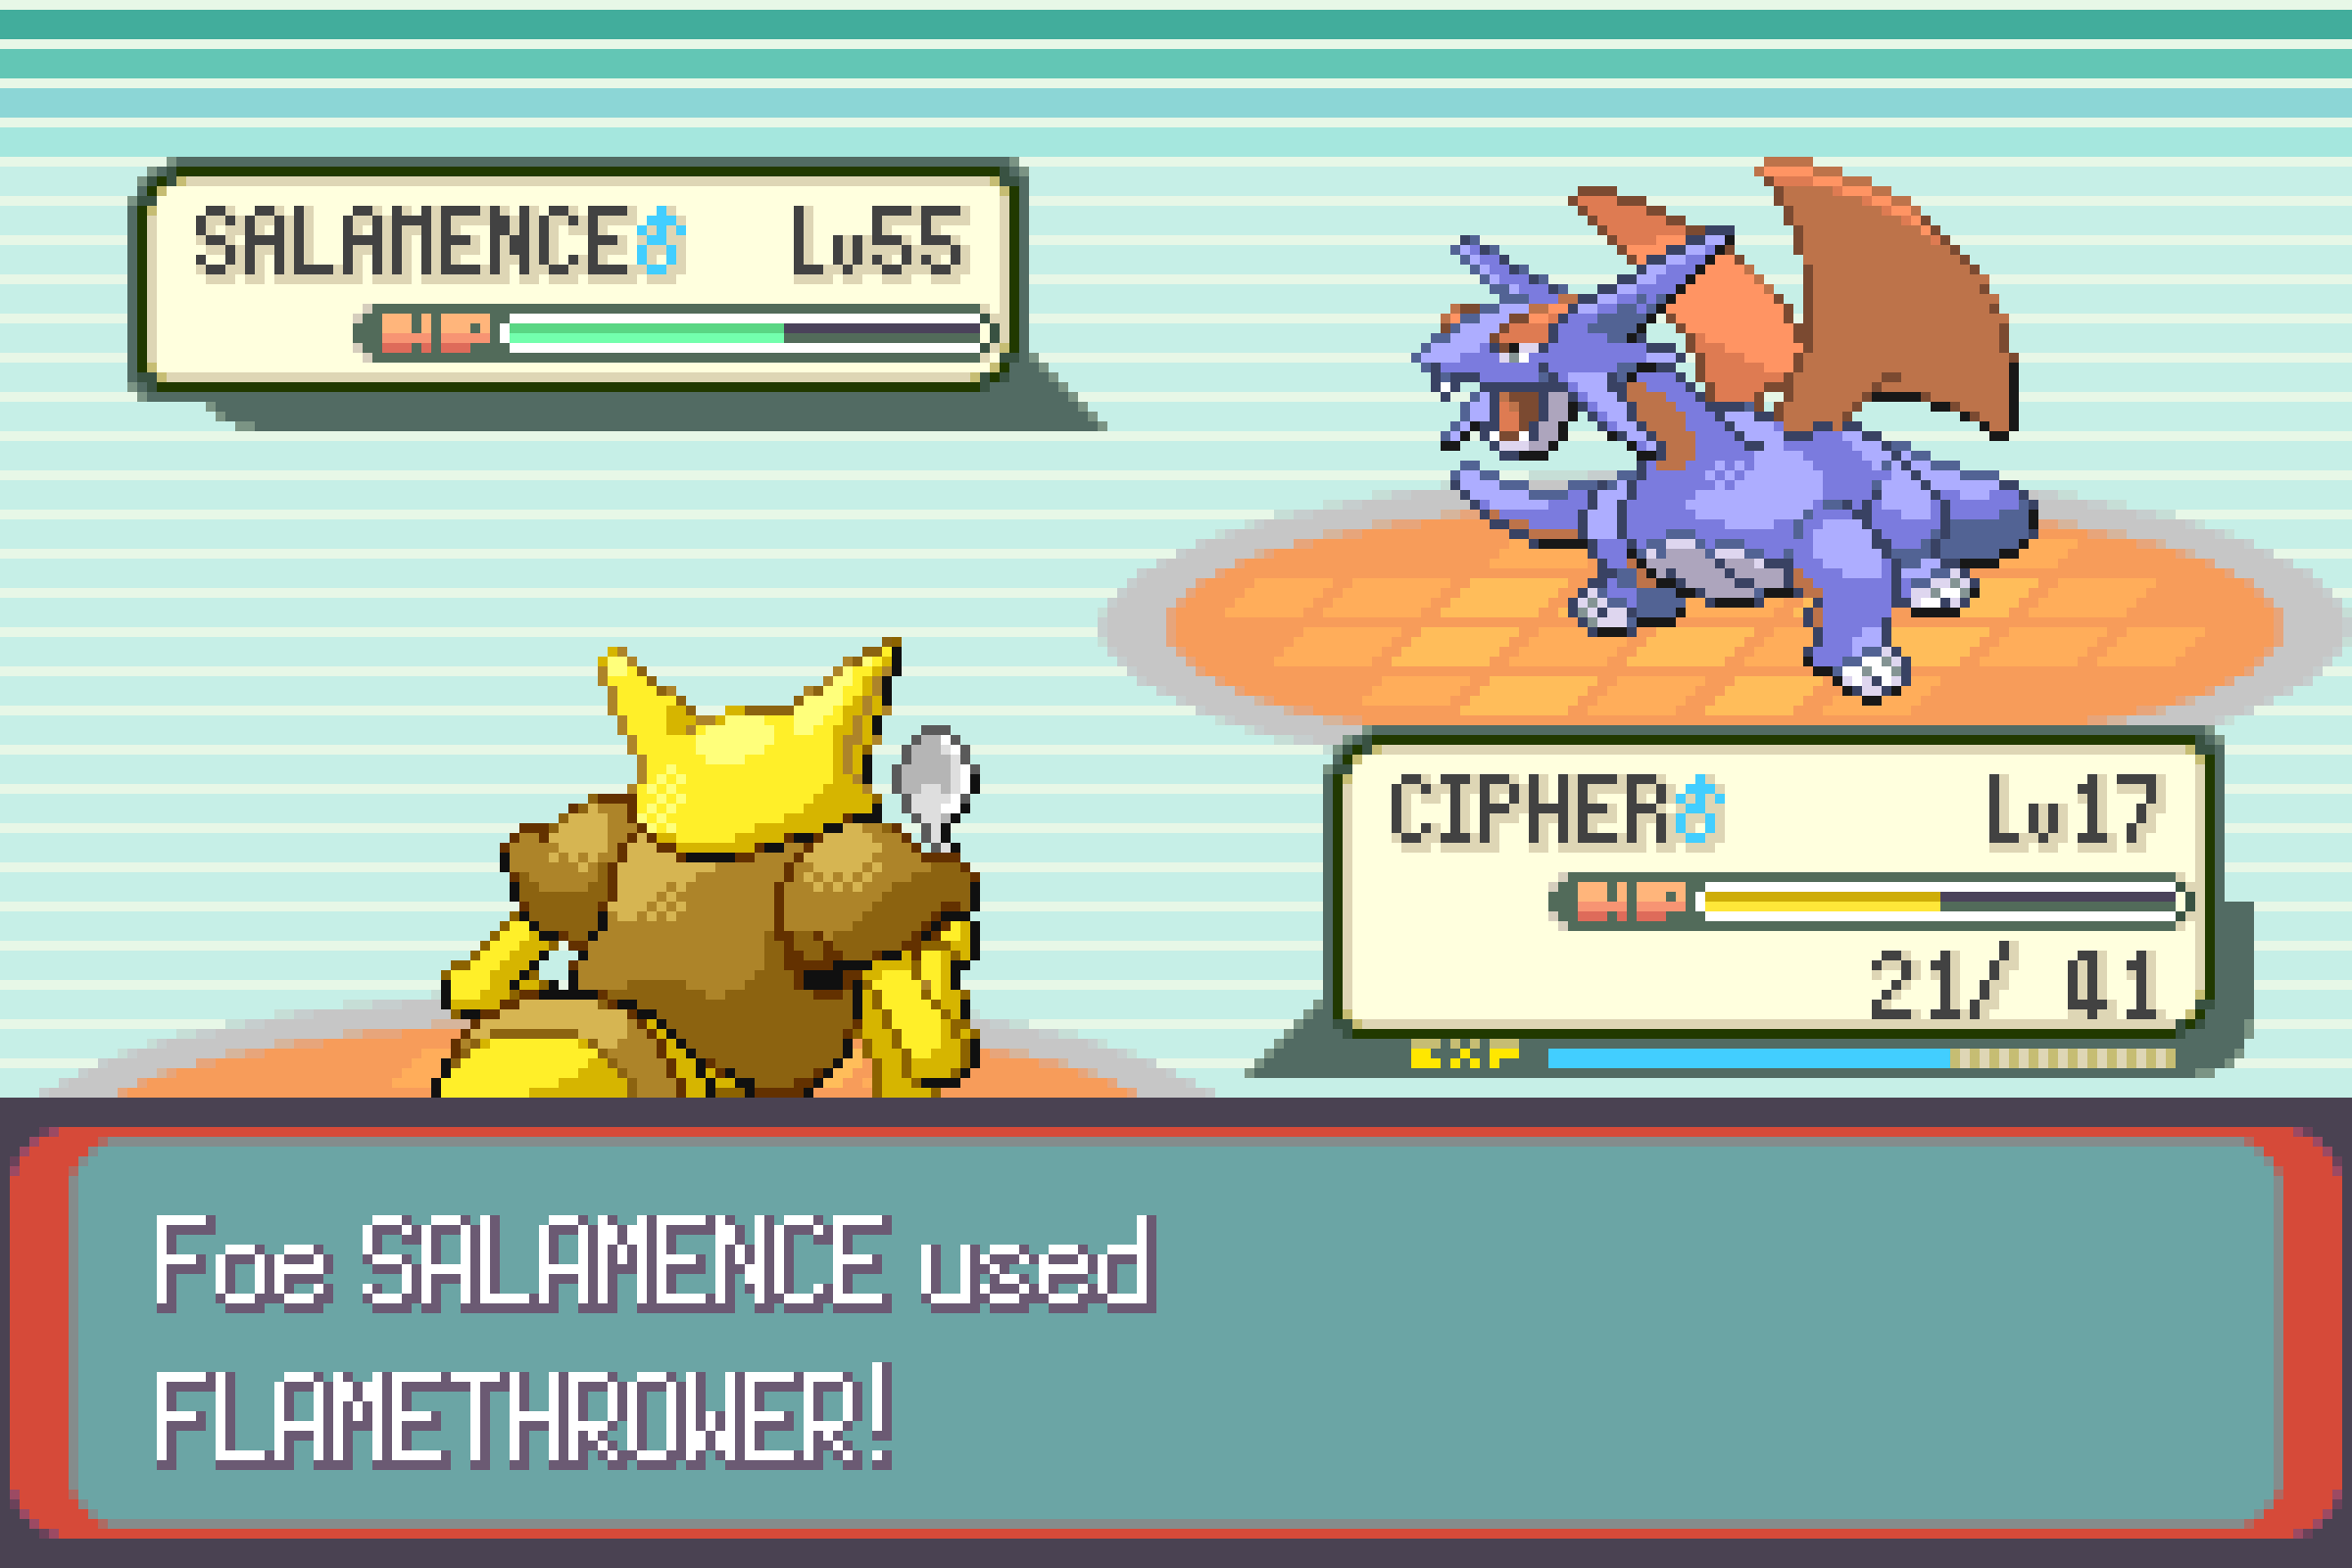 SALAMENCE♂ Lv55
HP
CIPHER♂ Lv17
HP
21/ 41
EXP
Foe SALAMENCE used
FLAMETHROWER!